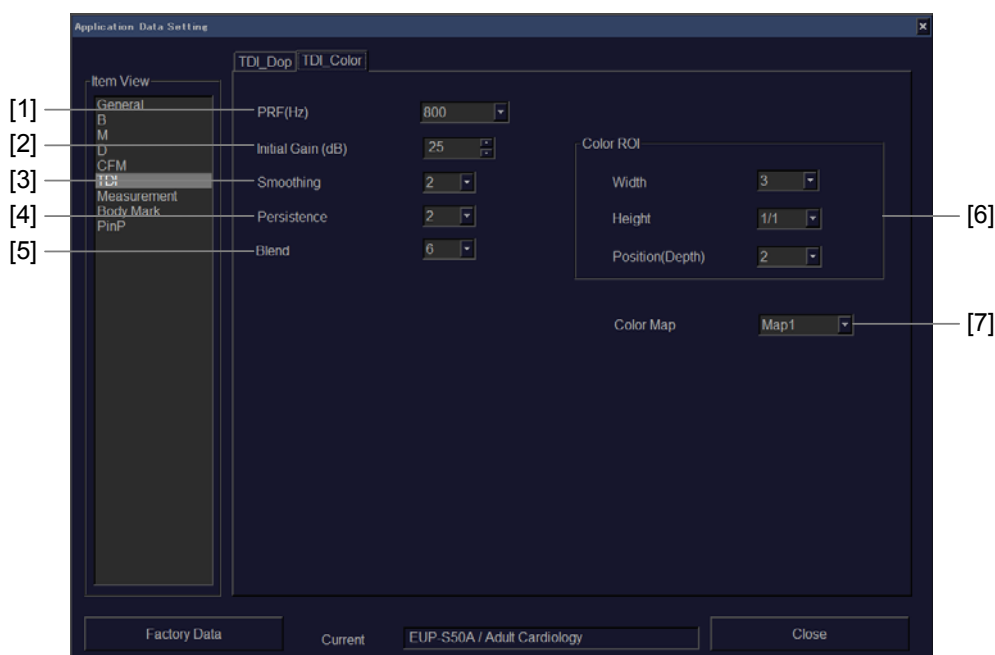 Application Data Setting
TDI_Dop TDI_Color
Item View
General
B
M
D
CFM
TDI
Measurement
Body Mark
PinP
[1] PRF(Hz) 800
[2] Initial Gain (dB) 25
[3] Smoothing 2
[4] Persistence 2
[5] Blend 6
Color ROI
Width 3
Height 1/1
Position(Depth) 2
[6]
Color Map Map1 [7]
Factory Data Current EUP-S50A / Adult Cardiology Close